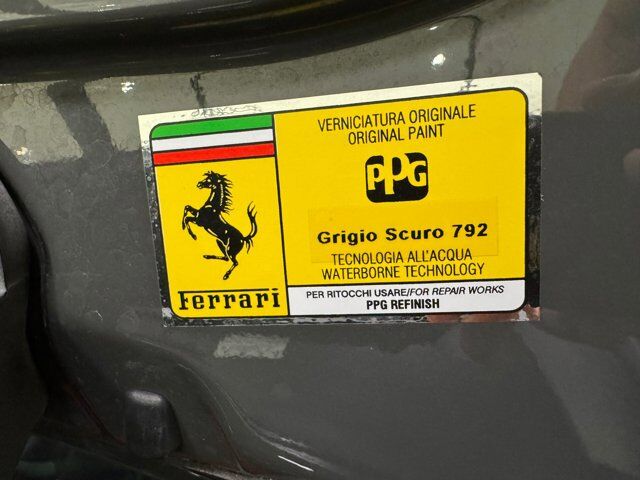 VERNICIATURA ORIGINALE
ORIGINAL PAINT
PPG
Grigio Scuro 792
TECNOLOGIA ALL'ACQUA
WATERBORNE TECHNOLOGY
Ferrari
PER RITOCCHI USARE/FOR REPAIR WORKS
PPG REFINISH